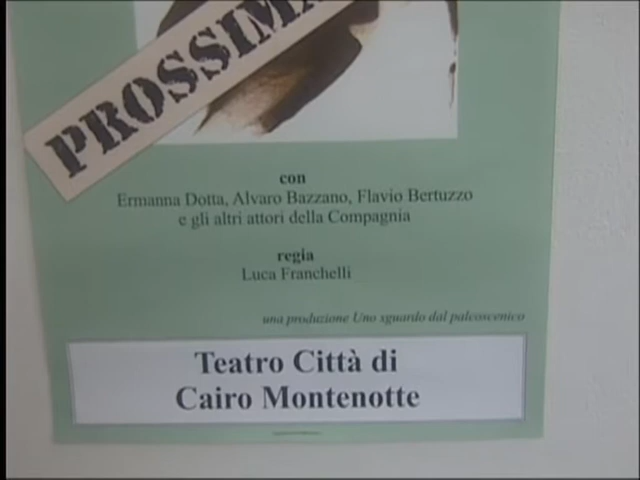 PROSSIMA
con
Ermanna Dotta, Alvaro Bazzano, Flavio Bertuzzo
e gli altri attori della Compagnia
regia
Luca Franchelli
una produzione Uno sguardo dal palcoscenico
Teatro Città di
Cairo Montenotte